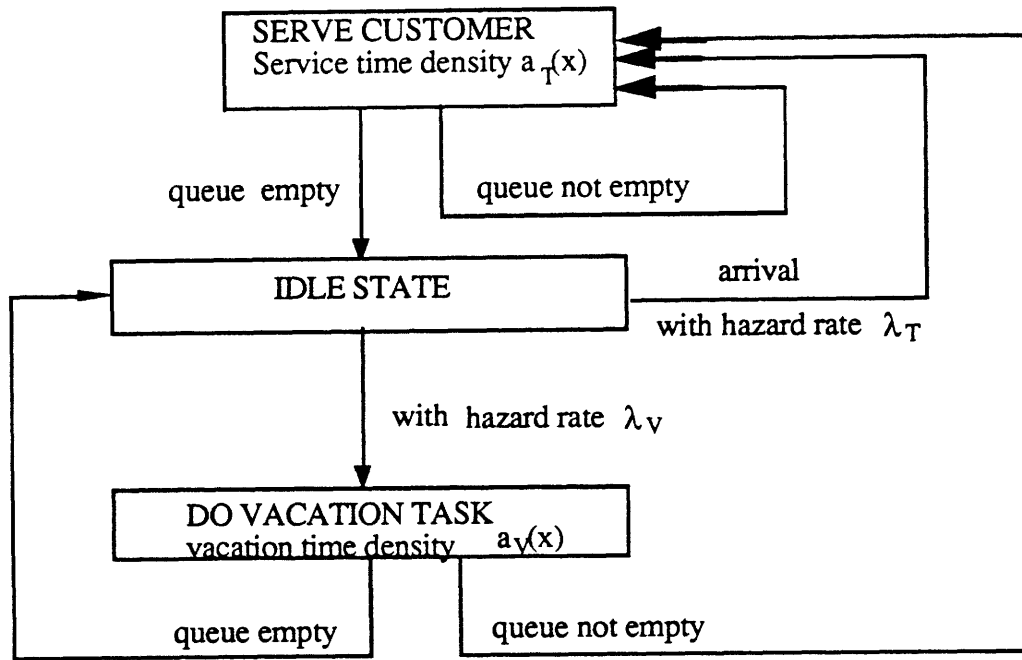 SERVE CUSTOMER
Service time density a_T(x)
queue empty
queue not empty
IDLE STATE
arrival
with hazard rate λ_T
with hazard rate λ_V
DO VACATION TASK
vacation time density a_V(x)
queue empty
queue not empty